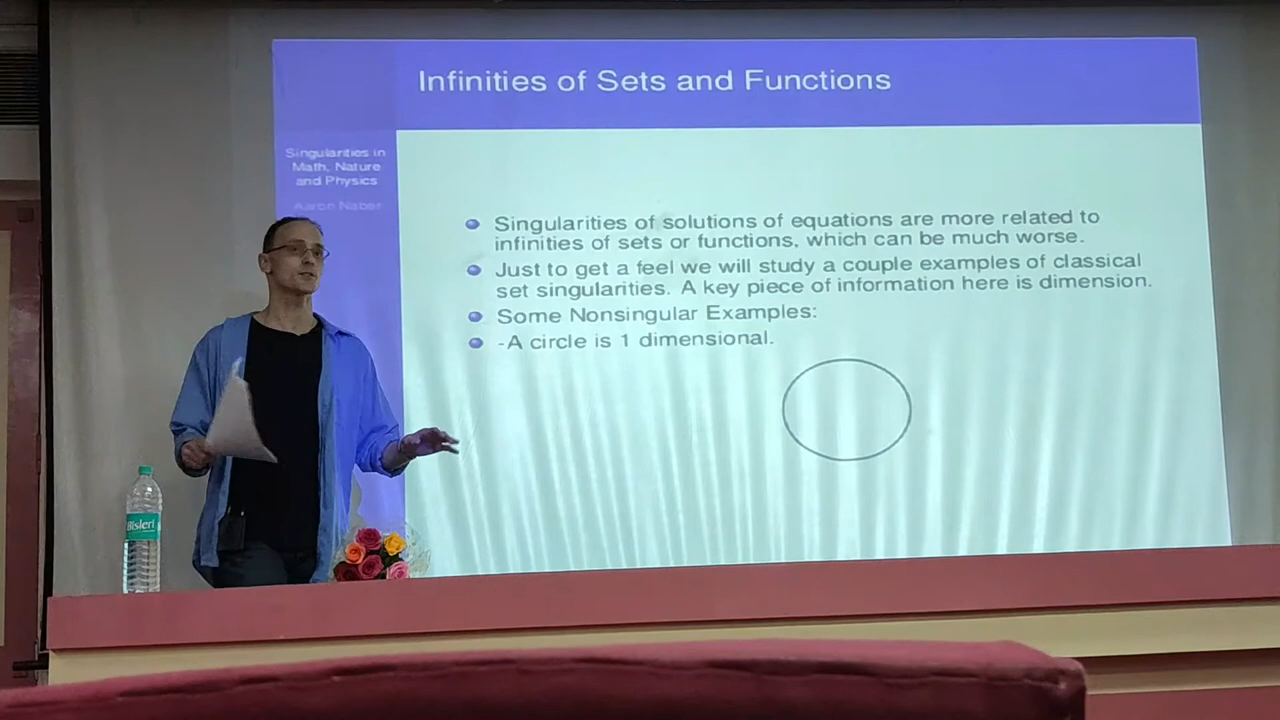 Infinities of Sets and Functions
Singularities in
Math, Nature
and Physics
Aaron Naber
Singularities of solutions of equations are more related to
infinities of sets or functions, which can be much worse.
Just to get a feel we will study a couple examples of classical
set singularities. A key piece of information here is dimension.
Some Nonsingular Examples:
-A circle is 1 dimensional.
Bisleri